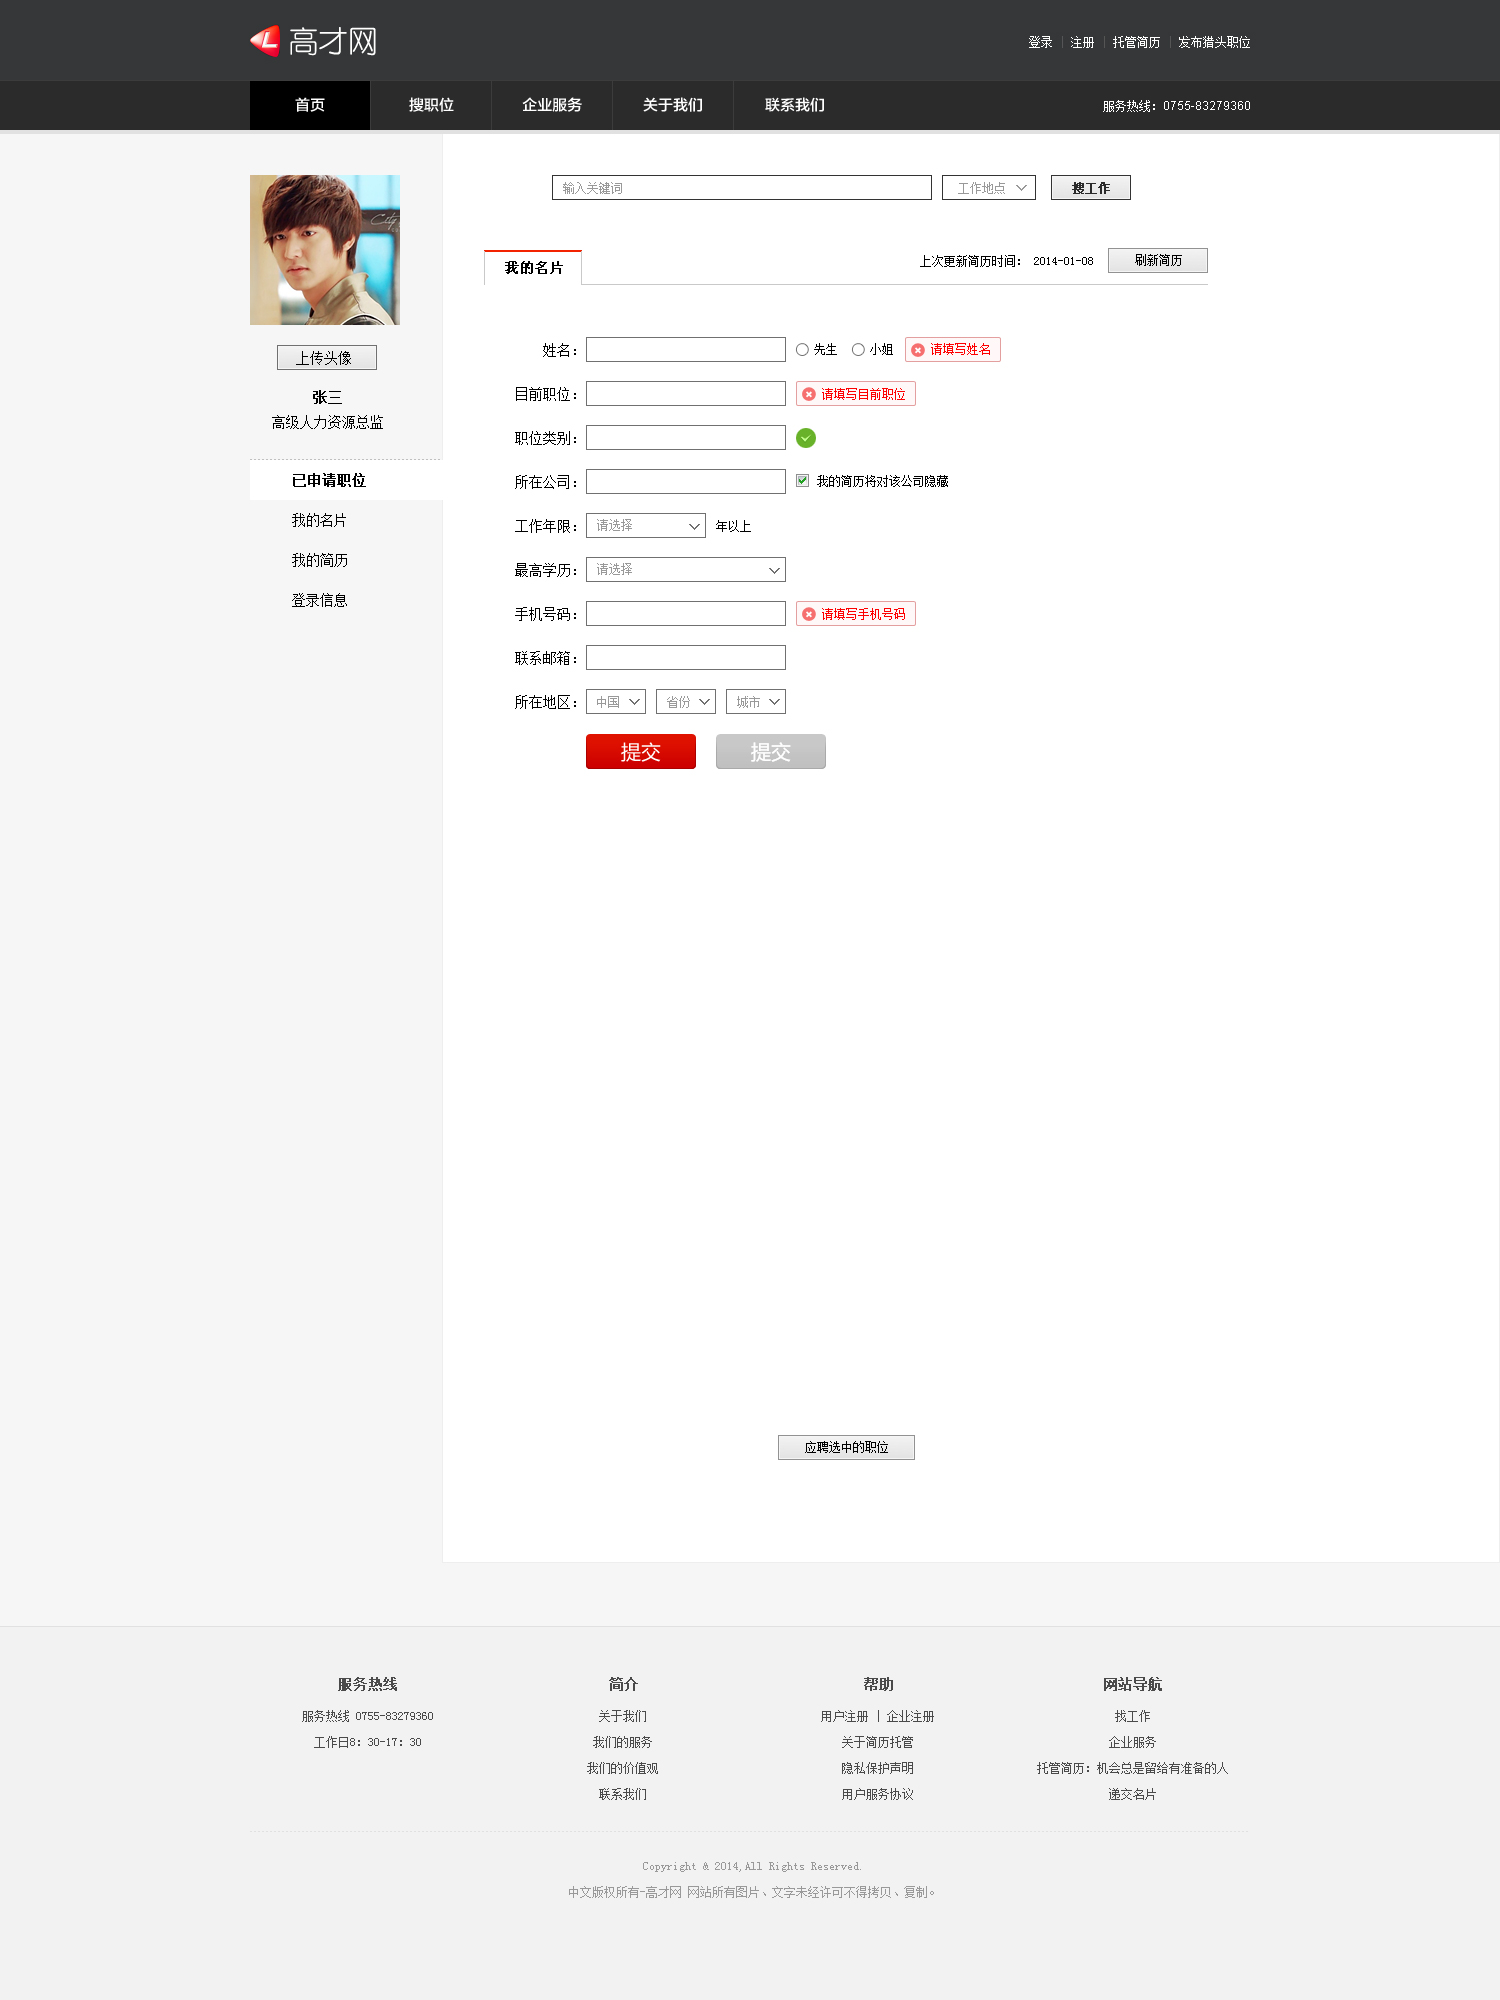 高才网
登录 | 注册 | 托管简历 | 发布猎头职位
首页 搜职位 企业服务 关于我们 联系我们 服务热线：0755-83279360
输入关键词 工作地点 搜工作
我的名片 上次更新简历时间： 2014-01-08 刷新简历
上传头像
张三
高级人力资源总监
已申请职位
我的名片
我的简历
登录信息
姓名： 先生 小姐 请填写姓名
目前职位： 请填写目前职位
职位类别：
所在公司： 我的简历将对该公司隐藏
工作年限： 请选择 年以上
最高学历： 请选择
手机号码： 请填写手机号码
联系邮箱：
所在地区： 中国 省份 城市
提交 提交
应聘选中的职位
服务热线
服务热线 0755-83279360
工作日8：30-17：30
简介
关于我们
我们的服务
我们的价值观
联系我们
帮助
用户注册 | 企业注册
关于简历托管
隐私保护声明
用户服务协议
网站导航
找工作
企业服务
托管简历：机会总是留给有准备的人
递交名片
Copyright & 2014,All Rights Reserved.
中文版权所有-高才网 网站所有图片、文字未经许可不得拷贝、复制。